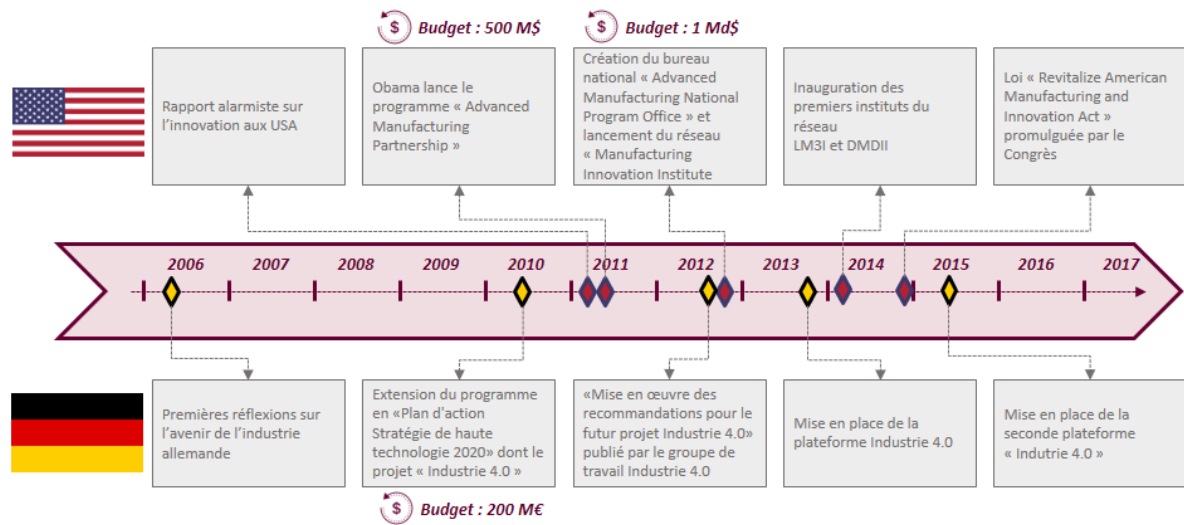 Budget : 500 M$
Budget : 1 Md$
Rapport alarmiste sur
l’innovation aux USA
Obama lance le
programme « Advanced
Manufacturing
Partnership »
Création du bureau
national « Advanced
Manufacturing National
Program Office » et
lancement du réseau
« Manufacturing
Innovation Institute
Inauguration des
premiers instituts du
réseau
LM3I et DMDII
Loi « Revitalize American
Manufacturing and
Innovation Act »
promulguée par le
Congrès
2006
2007
2008
2009
2010
2011
2012
2013
2014
2015
2016
2017
Premières réflexions sur
l’avenir de l’industrie
allemande
Extension du programme
en «Plan d'action
Stratégie de haute
technologie 2020» dont le
projet « Industrie 4.0 »
«Mise en œuvre des
recommandations pour le
futur projet Industrie 4.0»
publié par le groupe de
travail Industrie 4.0
Mise en place de la
plateforme Industrie 4.0
Mise en place de la
seconde plateforme
« Indutrie 4.0 »
Budget : 200 M€